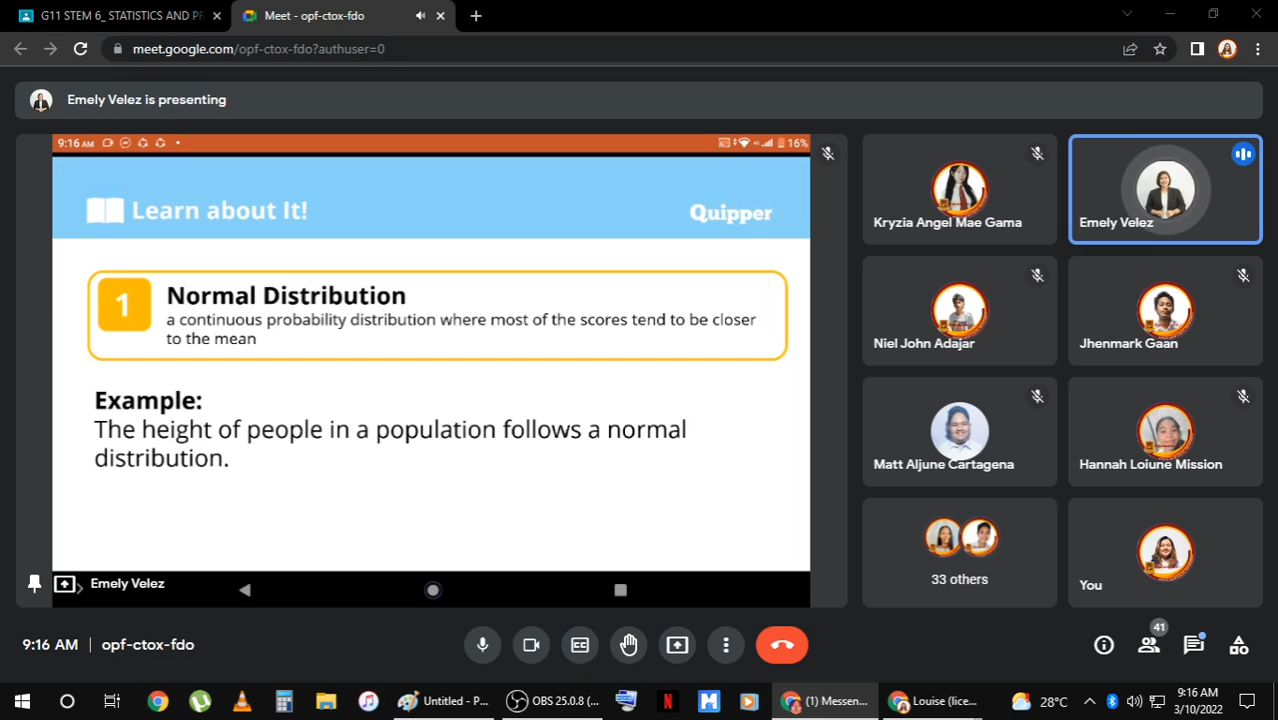 G11 STEM 6_ STATISTICS AND PR
Meet - opf-ctox-fdo
meet.google.com/opf-ctox-fdo?authuser=0
Emely Velez is presenting
9:16 AM
16%
Learn about It!
Quipper
1
Normal Distribution
a continuous probability distribution where most of the scores tend to be closer
to the mean
Example:
The height of people in a population follows a normal
distribution.
Emely Velez
Kryzia Angel Mae Gama
Emely Velez
Niel John Adajar
Jhenmark Gaan
Matt Aljune Cartagena
Hannah Loiune Mission
33 others
You
9:16 AM | opf-ctox-fdo
CC
41
Untitled - P...
OBS 25.0.8 (...
(1) Messen...
Louise (lice...
28°C
9:16 AM
3/10/2022